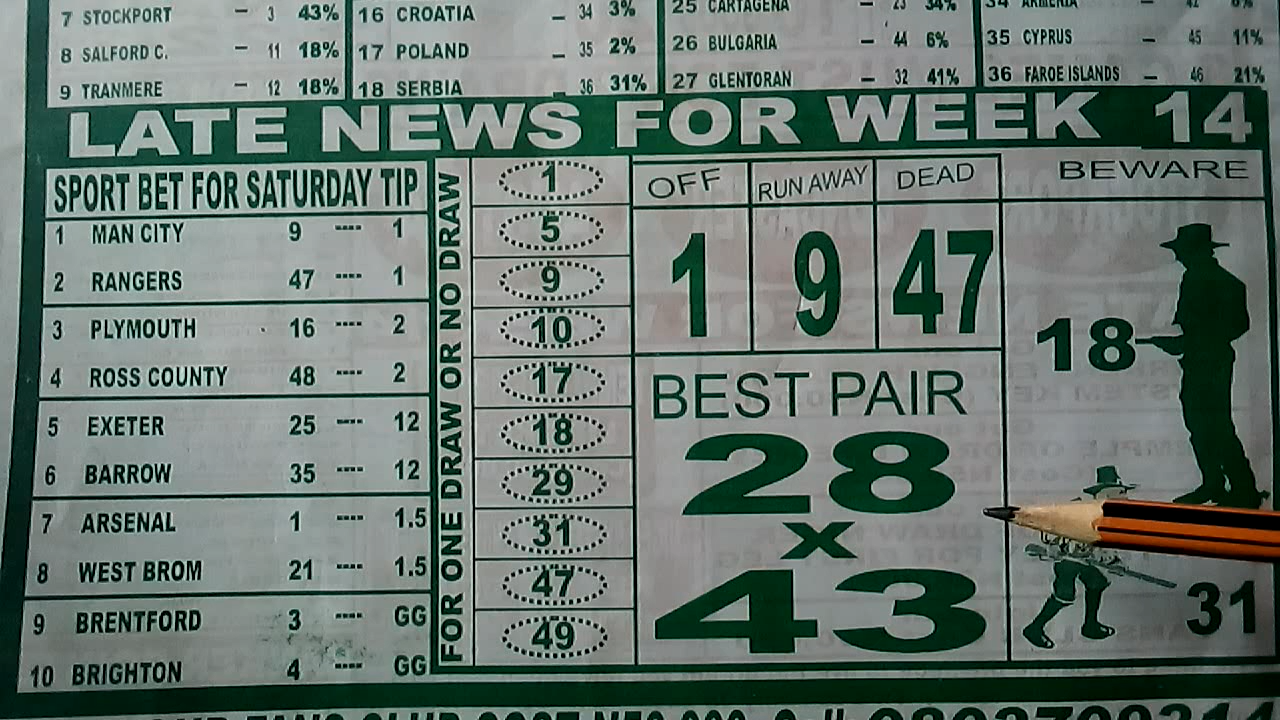 7 STOCKPORT - 3 43%
8 SALFORD C. - 11 18%
9 TRANMERE - 12 18%
16 CROATIA - 34 3%
17 POLAND - 35 2%
18 SERBIA - 36 31%
25 CARTAGENA - 23 34%
26 BULGARIA - 44 6%
27 GLENTORAN - 32 41%
34 ARMENIA - 42
35 CYPRUS - 45 11%
36 FAROE ISLANDS - 46 21%
LATE NEWS FOR WEEK 14
SPORT BET FOR SATURDAY TIP
1 MAN CITY 9 ---- 1
2 RANGERS 47 ---- 1
3 PLYMOUTH 16 ---- 2
4 ROSS COUNTY 48 ---- 2
5 EXETER 25 ---- 12
6 BARROW 35 ---- 12
7 ARSENAL 1 ---- 1.5
8 WEST BROM 21 ---- 1.5
9 BRENTFORD 3 ---- GG
10 BRIGHTON 4 ---- GG
FOR ONE DRAW OR NO DRAW
1
5
9
10
17
18
29
31
47
49
OFF RUN AWAY DEAD
1 9 47
BEST PAIR
28
X
43
BEWARE
18
31